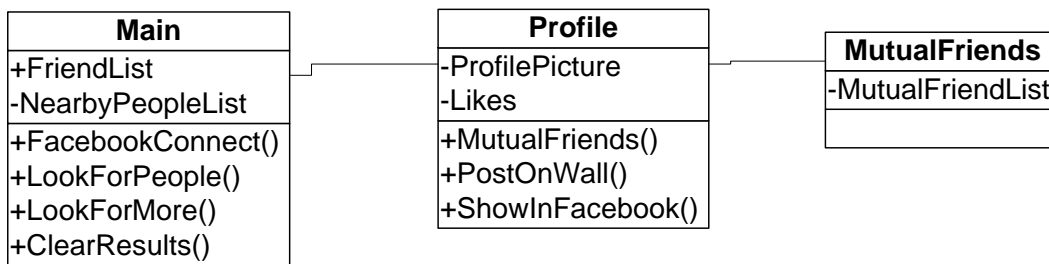 Main
+FriendList
-NearbyPeopleList
+FacebookConnect()
+LookForPeople()
+LookForMore()
+ClearResults()
Profile
-ProfilePicture
-Likes
+MutualFriends()
+PostOnWall()
+ShowInFacebook()
MutualFriends
-MutualFriendList